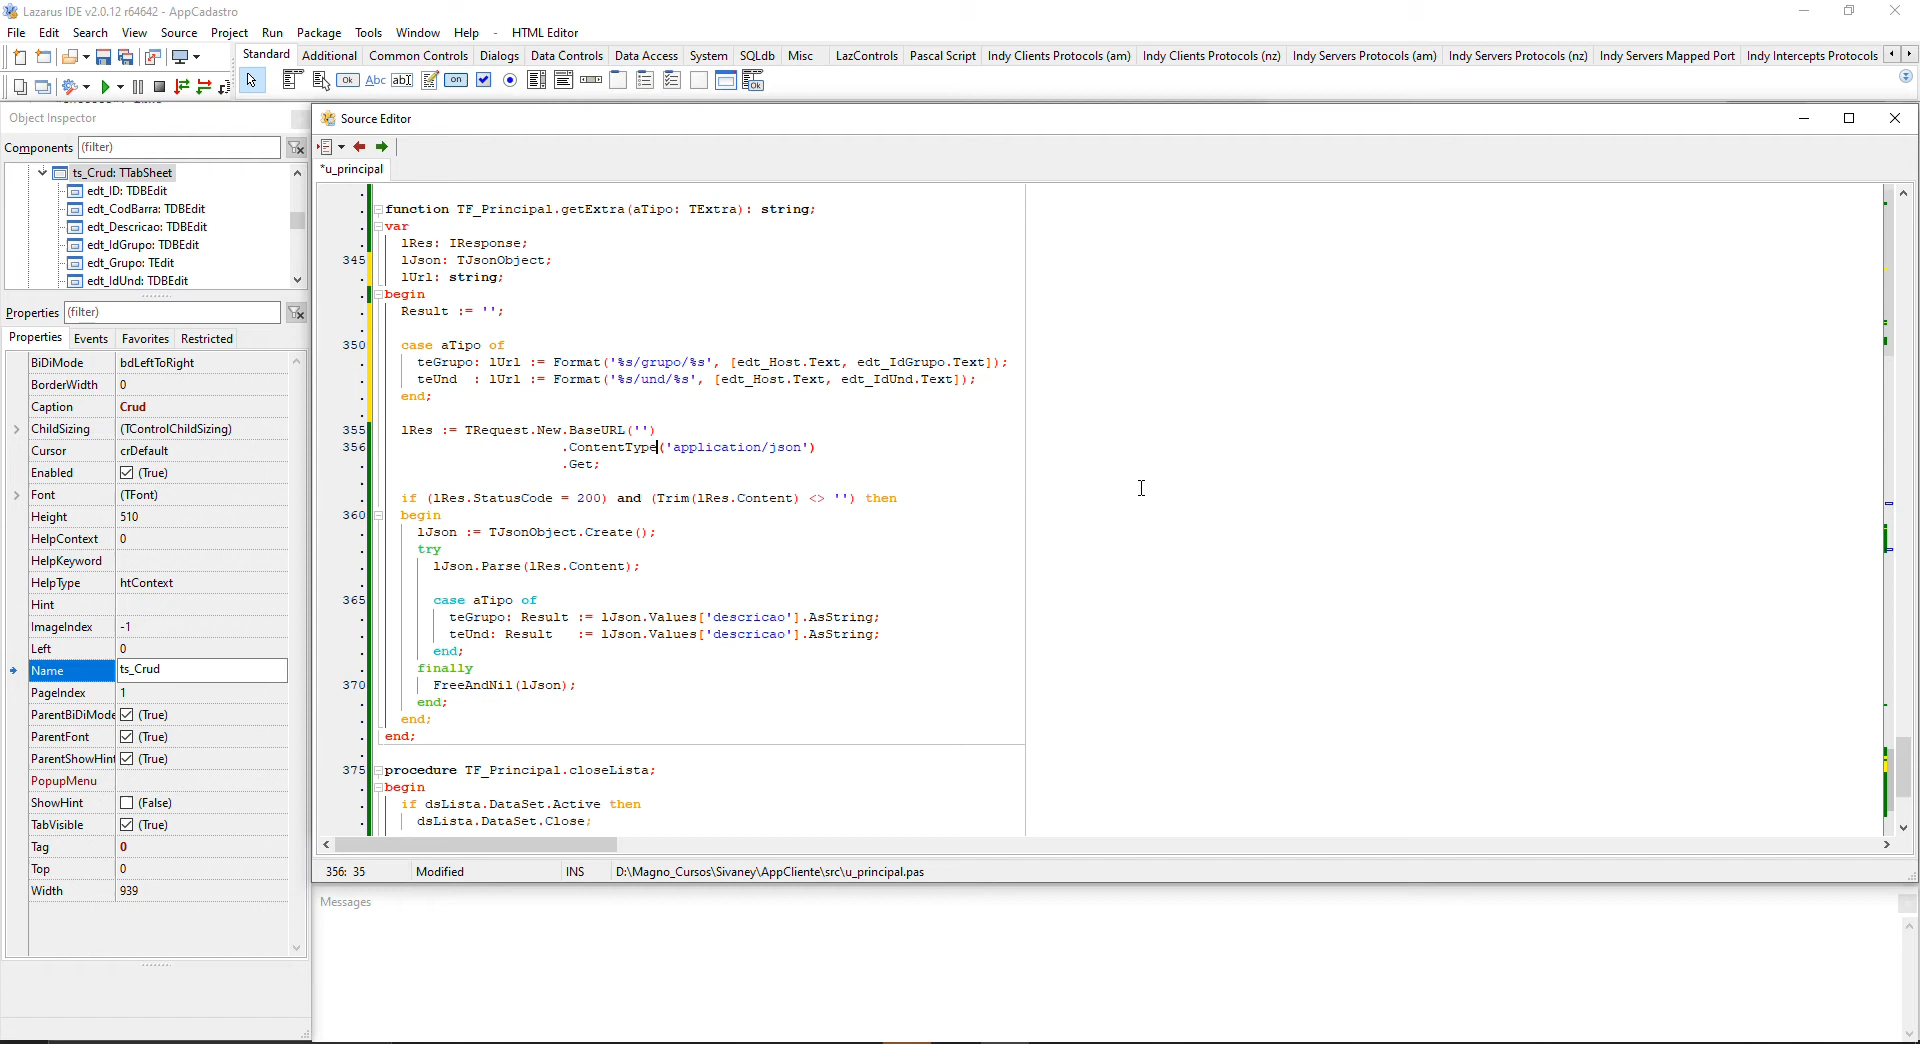 Lazarus IDE v2.0.12 r64642 - AppCadastro
File Edit Search View Source Project Run Package Tools Window Help - HTML Editor
Standard Additional Common Controls Dialogs Data Controls Data Access System SQLdb Misc LazControls Pascal Script Indy Clients Protocols (am) Indy Clients Protocols (nz) Indy Servers Protocols (am) Indy Servers Protocols (nz) Indy Servers Mapped Port Indy Intercepts Protocols
Ok Abc abI on Ok
Object Inspector
Components (filter)
ts_Crud: TTabSheet
edt_ID: TDBEdit
edt_CodBarra: TDBEdit
edt_Descricao: TDBEdit
edt_IdGrupo: TDBEdit
edt_Grupo: TEdit
edt_IdUnd: TDBEdit
Properties (filter)
Properties Events Favorites Restricted
BiDiMode bdLeftToRight
BorderWidth 0
Caption Crud
ChildSizing (TControlChildSizing)
Cursor crDefault
Enabled (True)
Font (TFont)
Height 510
HelpContext 0
HelpKeyword
HelpType htContext
Hint
ImageIndex -1
Left 0
Name ts_Crud
PageIndex 1
ParentBiDiMode (True)
ParentFont (True)
ParentShowHint (True)
PopupMenu
ShowHint (False)
TabVisible (True)
Tag 0
Top 0
Width 939
Source Editor
*u_principal
function TF_Principal.getExtra(aTipo: TExtra): string;
var
lRes: IResponse;
345 lJson: TJsonObject;
lUrl: string;
begin
Result := '';
350 case aTipo of
teGrupo: lUrl := Format('%s/grupo/%s', [edt_Host.Text, edt_IdGrupo.Text]);
teUnd : lUrl := Format('%s/und/%s', [edt_Host.Text, edt_IdUnd.Text]);
end;
355 lRes := TRequest.New.BaseURL('')
356 .ContentType('application/json')
.Get;
if (lRes.StatusCode = 200) and (Trim(lRes.Content) <> '') then
360 begin
lJson := TJsonObject.Create();
try
lJson.Parse(lRes.Content);
365 case aTipo of
teGrupo: Result := lJson.Values['descricao'].AsString;
teUnd: Result := lJson.Values['descricao'].AsString;
end;
finally
370 FreeAndNil(lJson);
end;
end;
end;
375 procedure TF_Principal.closeLista;
begin
if dsLista.DataSet.Active then
dsLista.DataSet.Close;
356: 35 Modified INS D:\Magno_Cursos\Sivaney\AppCliente\src\u_principal.pas
Messages